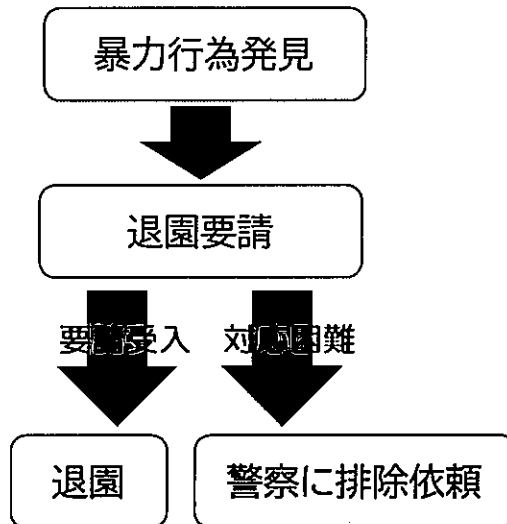 暴力行為発見
退園要請
要請受入 対応困難
退園 警察に排除依頼